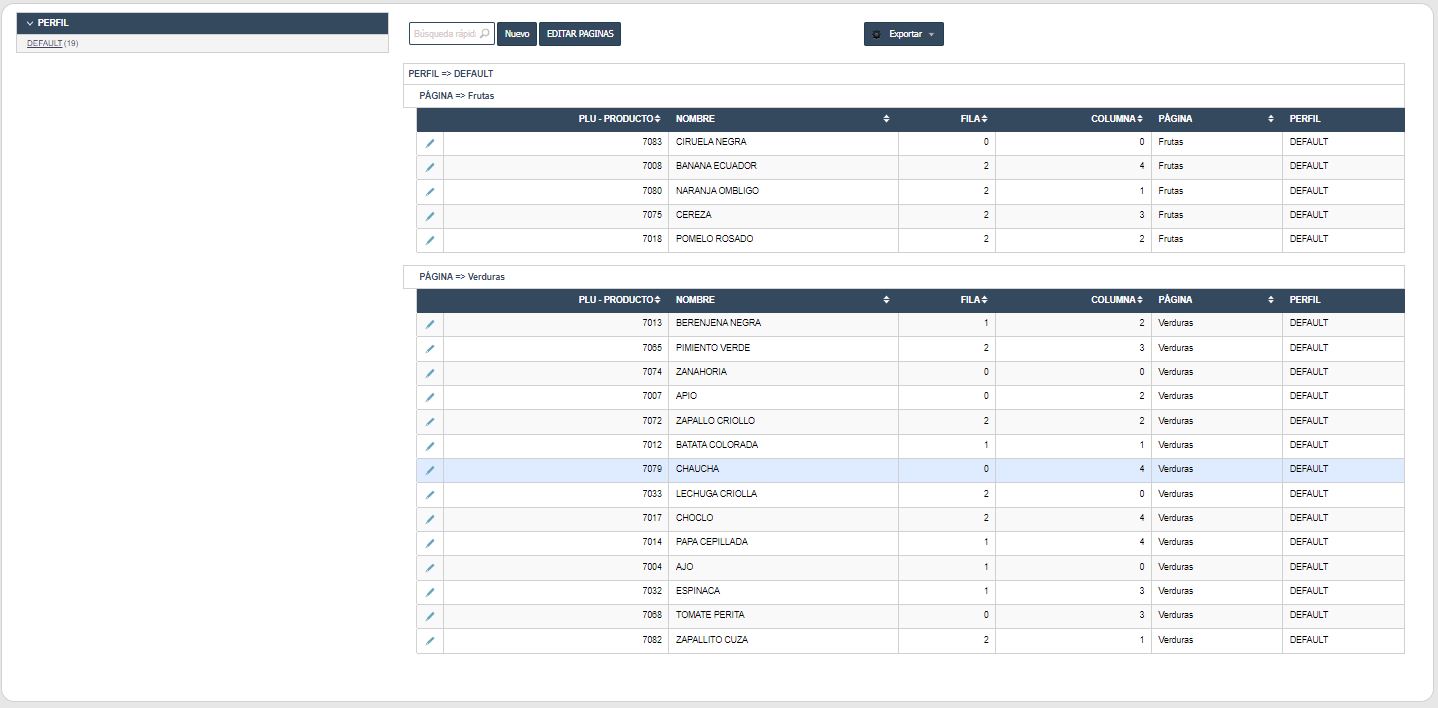 PERFIL
DEFAULT (19)
Búsqueda rápid Nuevo EDITAR PAGINAS Exportar
PERFIL => DEFAULT
PÁGINA => Frutas
PLU - PRODUCTO NOMBRE FILA COLUMNA PÁGINA PERFIL
7083 CIRUELA NEGRA 0 0 Frutas DEFAULT
7008 BANANA ECUADOR 2 4 Frutas DEFAULT
7080 NARANJA OMBLIGO 2 1 Frutas DEFAULT
7075 CEREZA 2 3 Frutas DEFAULT
7018 POMELO ROSADO 2 2 Frutas DEFAULT
PÁGINA => Verduras
PLU - PRODUCTO NOMBRE FILA COLUMNA PÁGINA PERFIL
7013 BERENJENA NEGRA 1 2 Verduras DEFAULT
7065 PIMIENTO VERDE 2 3 Verduras DEFAULT
7074 ZANAHORIA 0 0 Verduras DEFAULT
7007 APIO 0 2 Verduras DEFAULT
7072 ZAPALLO CRIOLLO 2 2 Verduras DEFAULT
7012 BATATA COLORADA 1 1 Verduras DEFAULT
7079 CHAUCHA 0 4 Verduras DEFAULT
7033 LECHUGA CRIOLLA 2 0 Verduras DEFAULT
7017 CHOCLO 2 4 Verduras DEFAULT
7014 PAPA CEPILLADA 1 4 Verduras DEFAULT
7004 AJO 1 0 Verduras DEFAULT
7032 ESPINACA 1 3 Verduras DEFAULT
7068 TOMATE PERITA 0 3 Verduras DEFAULT
7082 ZAPALLITO CUZA 2 1 Verduras DEFAULT